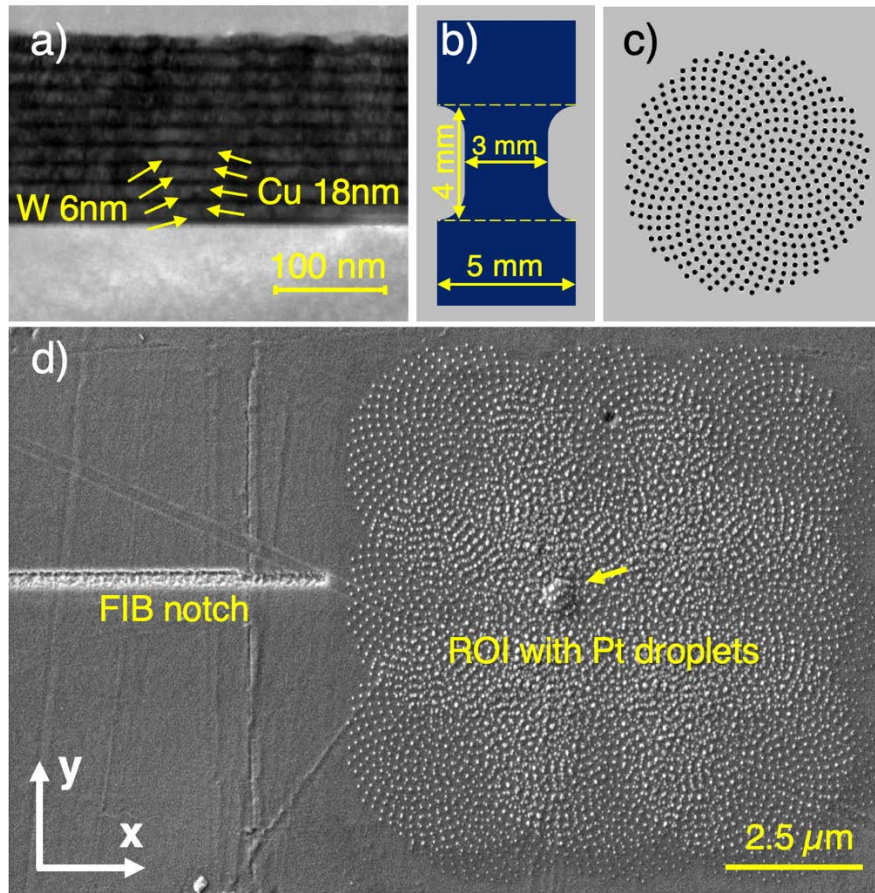 a)
W 6nm
Cu 18nm
100 nm
b)
4 mm
3 mm
5 mm
c)
d)
FIB notch
ROI with Pt droplets
y
x
2.5 µm